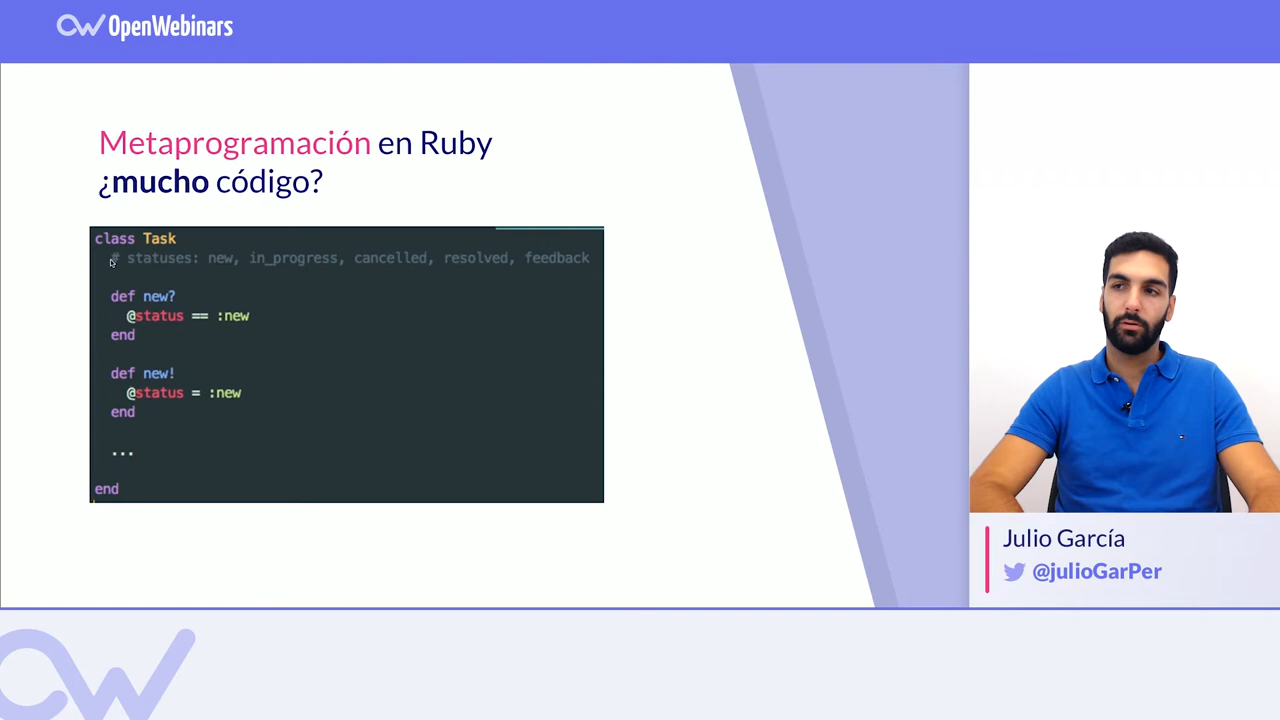 OpenWebinars
Metaprogramación en Ruby
¿mucho código?
class Task
# statuses: new, in_progress, cancelled, resolved, feedback
def new?
@status == :new
end
def new!
@status = :new
end
...
end
Julio García
@julioGarPer